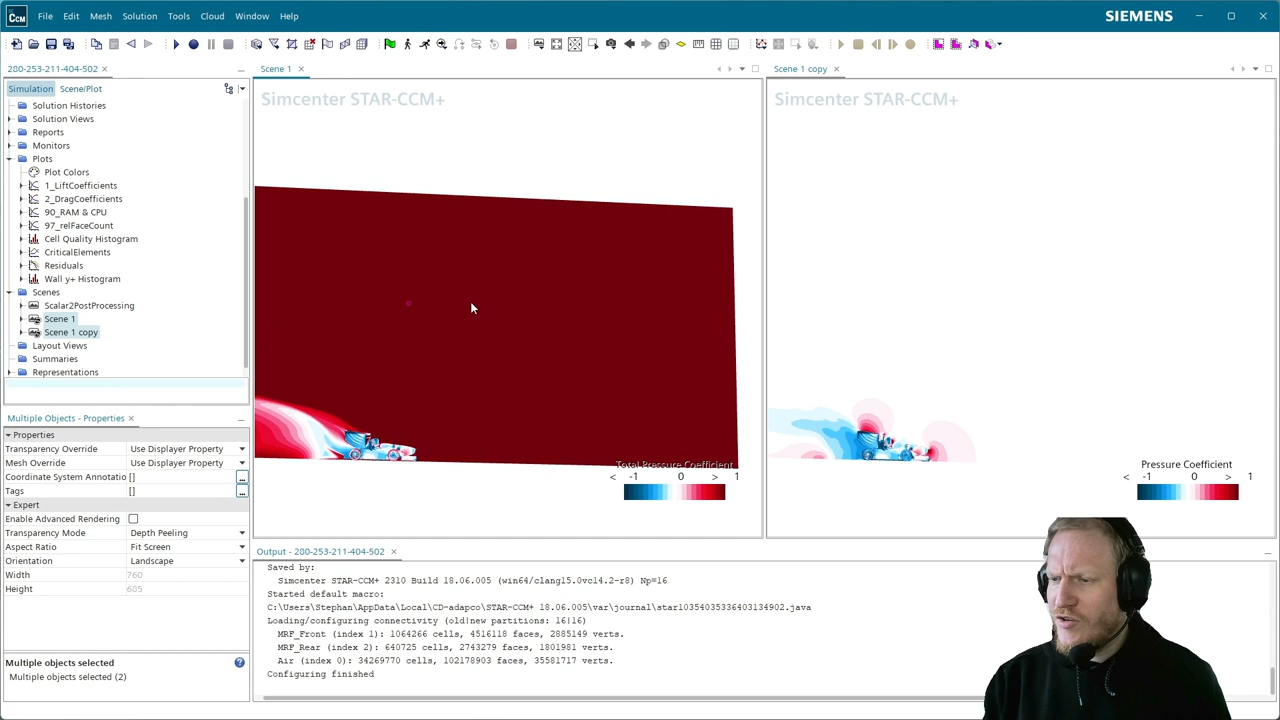 CCM
File Edit Mesh Solution Tools Cloud Window Help
SIEMENS
280-253-211-404-502
Simulation Scene/Plot
Solution Histories
Solution Views
Reports
Monitors
Plots
Plot Colors
1_LiftCoefficients
2_DragCoefficients
90_RAM & CPU
97_relFaceCount
Cell Quality Histogram
CriticalElements
Residuals
Wall y+ Histogram
Scenes
Scalar2PostProcessing
Scene 1
Scene 1 copy
Layout Views
Summaries
Representations
Multiple Objects - Properties
Properties
Transparency Override Use Displayer Property
Mesh Override Use Displayer Property
Coordinate System Annotatio []
Tags []
Expert
Enable Advanced Rendering
Transparency Mode Depth Peeling
Aspect Ratio Fit Screen
Orientation Landscape
Width 760
Height 685
Multiple objects selected
Multiple objects selected (2)
Scene 1
Simcenter STAR-CCM+
Total Pressure Coefficient
< -1 0 > 1
Scene 1 copy
Simcenter STAR-CCM+
Pressure Coefficient
< -1 0 > 1
Output - 280-253-211-404-502
Saved by:
Simcenter STAR-CCM+ 2310 Build 18.06.005 (win64/clang15.0vc14.2-r8) Np=16
Started default macro:
C:\Users\Stephan\AppData\Local\CD-adapco\STAR-CCM+ 18.06.005\var\journal\star10354035336403134902.java
Loading/configuring connectivity (old|new partitions: 16|16)
MRF_Front (index 1): 1064266 cells, 4516118 faces, 2885149 verts.
MRF_Rear (index 2): 640725 cells, 2743279 faces, 1801981 verts.
Air (index 0): 34269770 cells, 102178903 faces, 35581717 verts.
Configuring finished